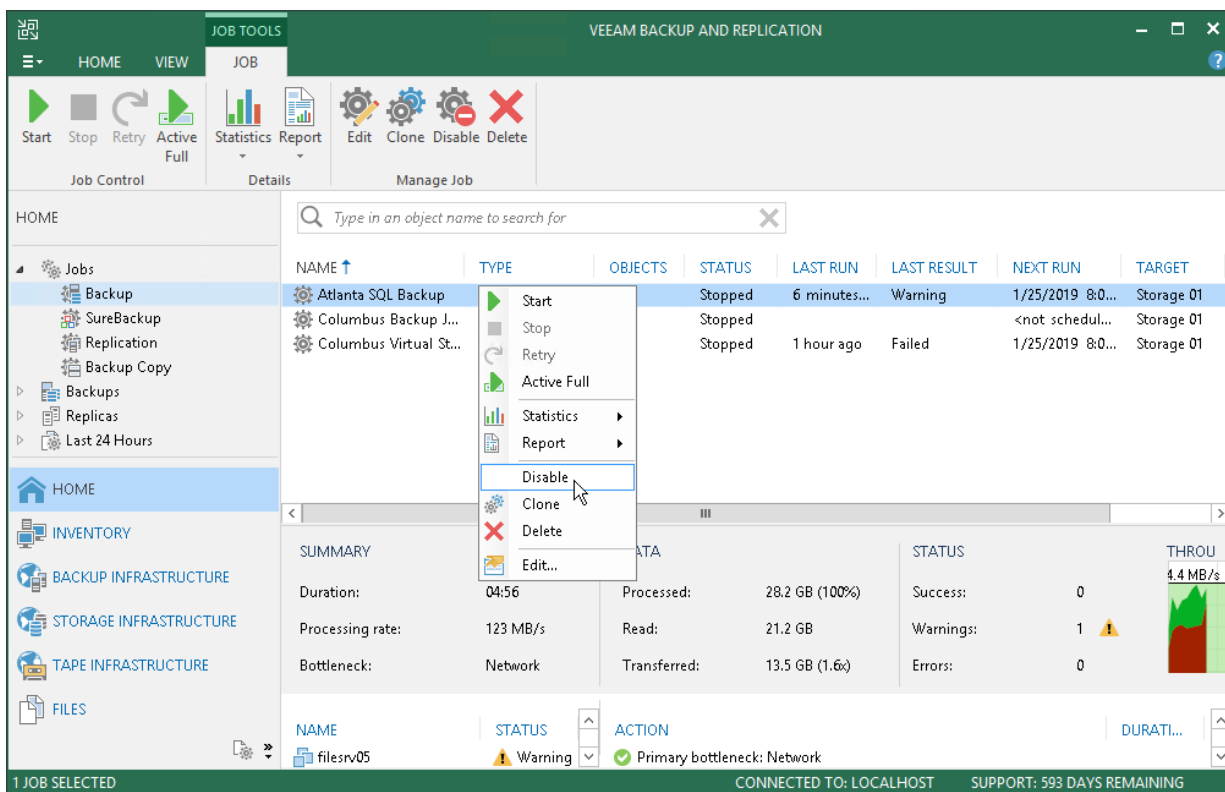 JOB TOOLS
VEEAM BACKUP AND REPLICATION
HOME VIEW JOB
Start Stop Retry Active Full Statistics Report Edit Clone Disable Delete
Job Control Details Manage Job
HOME
Type in an object name to search for
Jobs
Backup
SureBackup
Replication
Backup Copy
Backups
Replicas
Last 24 Hours
HOME
INVENTORY
BACKUP INFRASTRUCTURE
STORAGE INFRASTRUCTURE
TAPE INFRASTRUCTURE
FILES
NAME TYPE OBJECTS STATUS LAST RUN LAST RESULT NEXT RUN TARGET
Atlanta SQL Backup Stopped 6 minutes... Warning 1/25/2019 8:0... Storage 01
Columbus Backup J... Stopped <not schedul... Storage 01
Columbus Virtual St... Stopped 1 hour ago Failed 1/25/2019 8:0... Storage 01
Start
Stop
Retry
Active Full
Statistics
Report
Disable
Clone
Delete
Edit...
SUMMARY ATA STATUS THROU
4.4 MB/s
Duration: 04:56 Processed: 28.2 GB (100%) Success: 0
Processing rate: 123 MB/s Read: 21.2 GB Warnings: 1
Bottleneck: Network Transferred: 13.5 GB (1.6x) Errors: 0
NAME STATUS ACTION DURATI...
filesrv05 Warning Primary bottleneck: Network
1 JOB SELECTED CONNECTED TO: LOCALHOST SUPPORT: 593 DAYS REMAINING